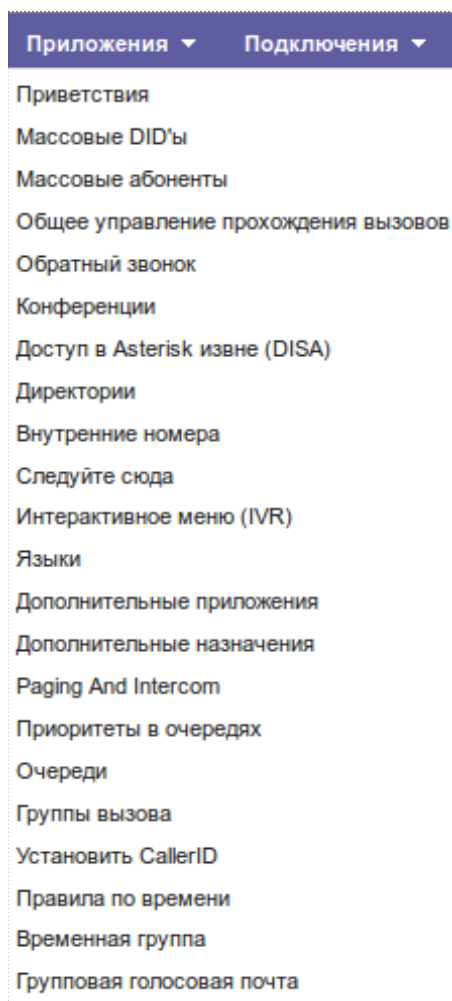 Приложения Подключения
Приветствия
Массовые DID'ы
Массовые абоненты
Общее управление прохождения вызовов
Обратный звонок
Конференции
Доступ в Asterisk извне (DISA)
Директории
Внутренние номера
Следуйте сюда
Интерактивное меню (IVR)
Языки
Дополнительные приложения
Дополнительные назначения
Paging And Intercom
Приоритеты в очередях
Очереди
Группы вызова
Установить CallerID
Правила по времени
Временная группа
Групповая голосовая почта